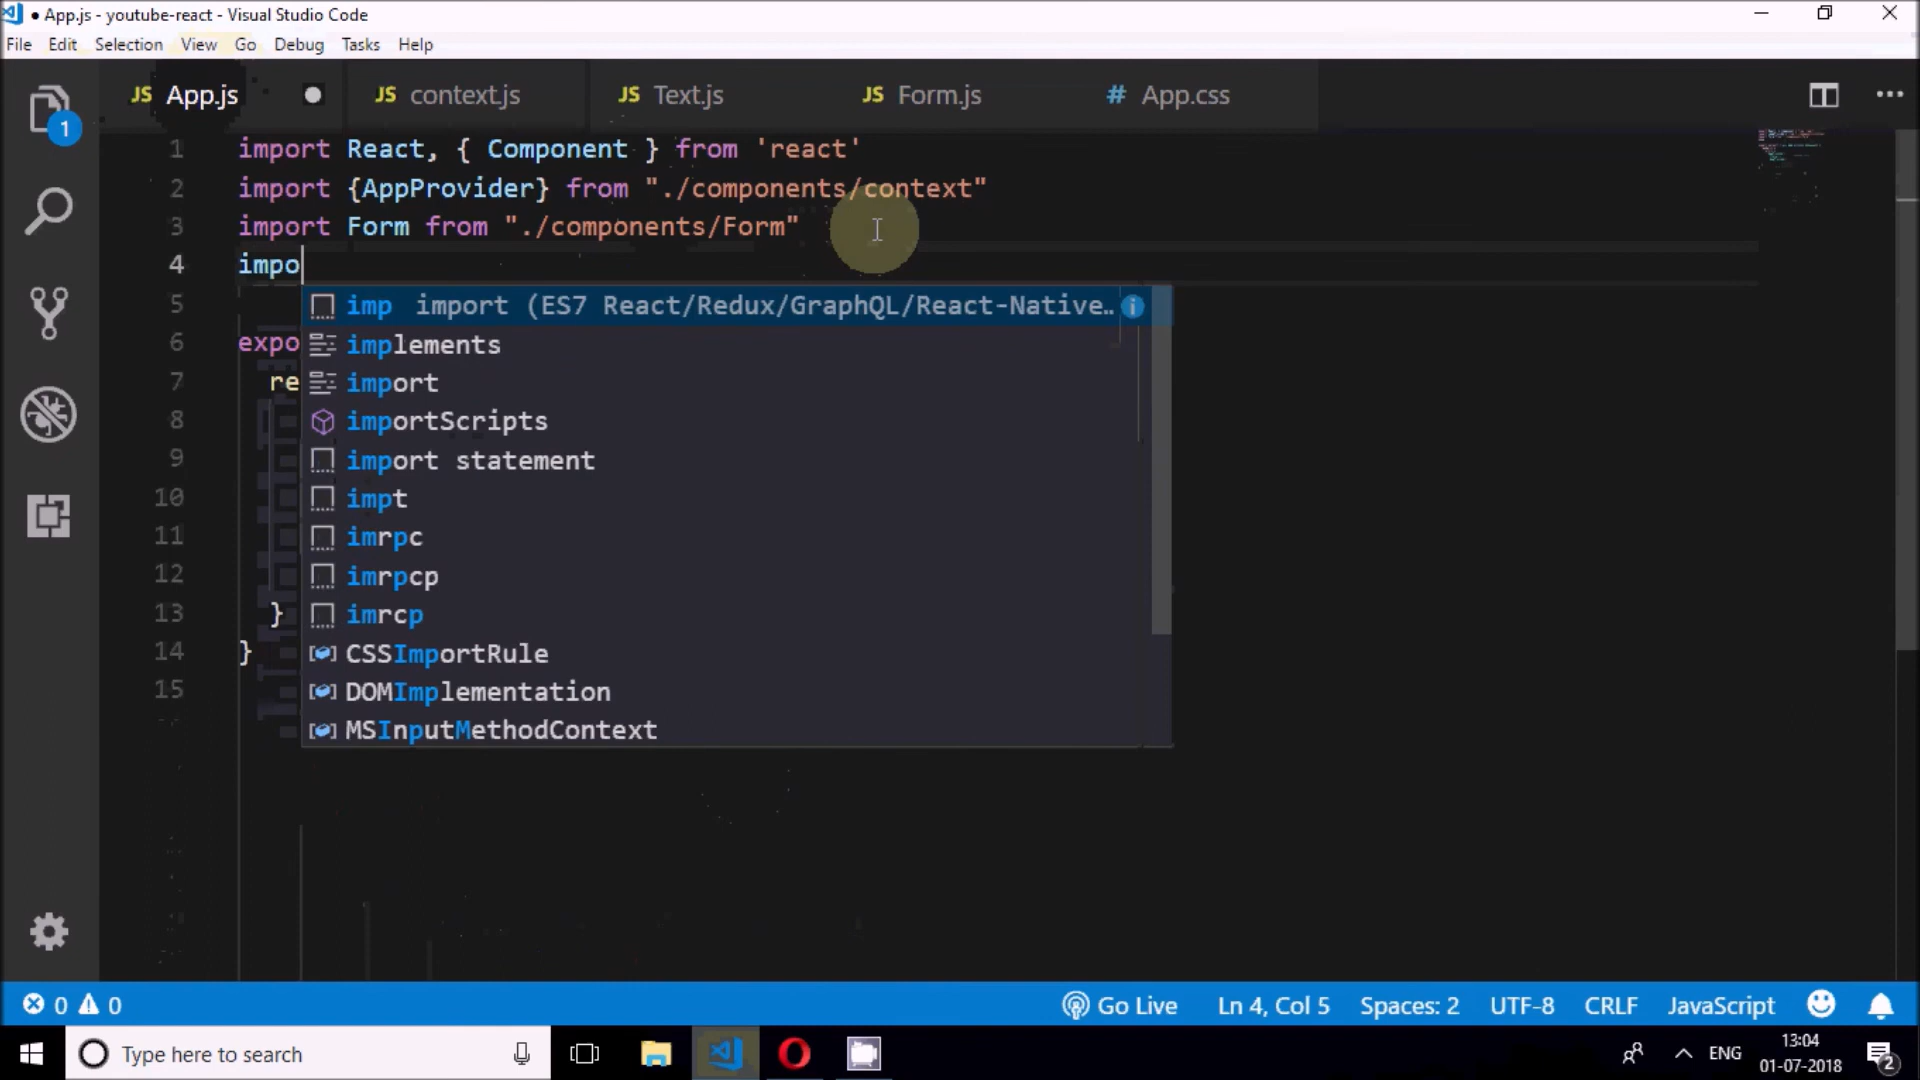 ● App.js - youtube-react - Visual Studio Code
File Edit Selection View Go Debug Tasks Help
JS App.js ● JS context.js JS Text.js JS Form.js # App.css
1
1 import React, { Component } from 'react'
2 import {AppProvider} from "./components/context"
3 import Form from "./components/Form"
4 impo
5 imp import (ES7 React/Redux/GraphQL/React-Native…
implements
6 expo
7 re import
8 importScripts
9 import statement
10 impt
11 imrpc
12 imrpcp
13 } imrcp
14 } CSSImportRule
15 DOMImplementation
MSInputMethodContext
0 0 Go Live Ln 4, Col 5 Spaces: 2 UTF-8 CRLF JavaScript
Type here to search ENG 13:04
01-07-2018 2